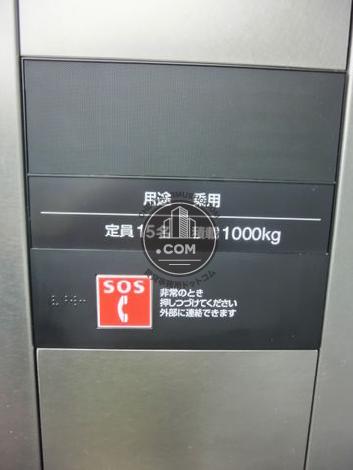 用途 乗用
定員15名 積載1000kg
SOS
非常のとき
押しつづけてください
外部に連絡できます
.COM